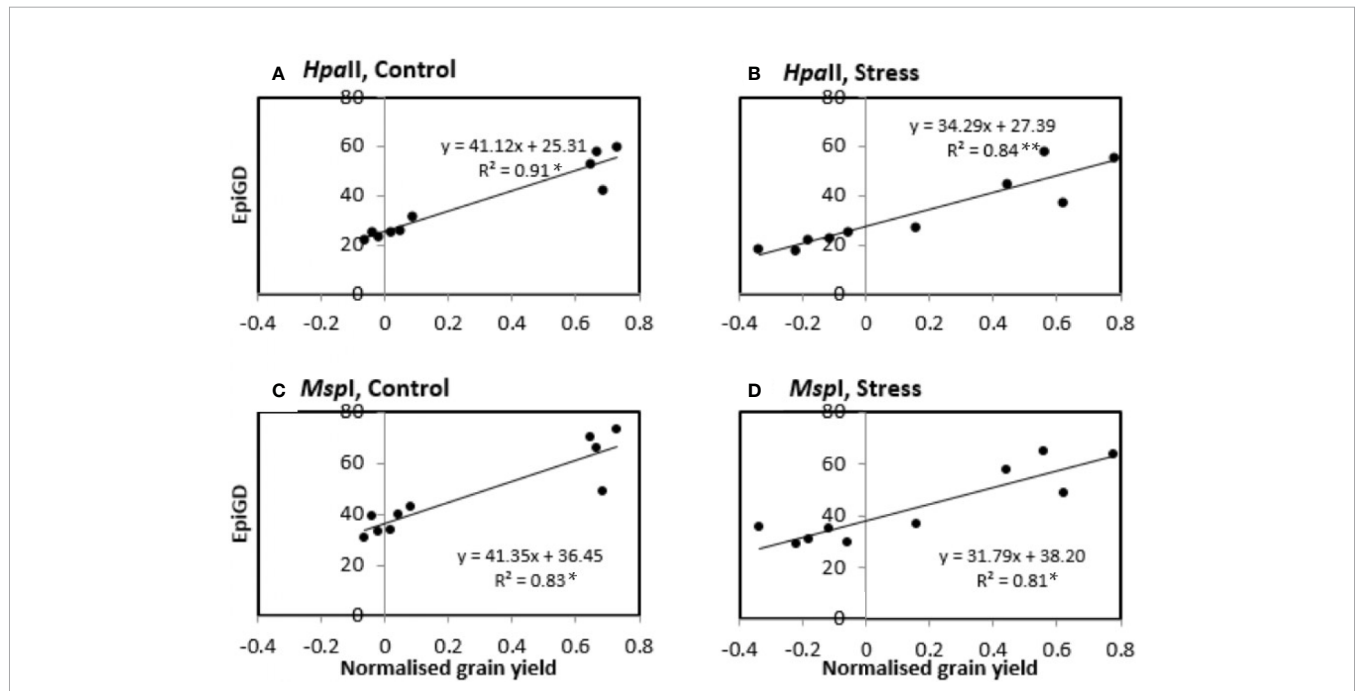 A HpaII, Control
80
60
40
20
0
EpiGD
y = 41.12x + 25.31
R² = 0.91 *
-0.4 -0.2 0 0.2 0.4 0.6 0.8
B HpaII, Stress
80
60
40
20
0
y = 34.29x + 27.39
R² = 0.84 **
-0.4 -0.2 0 0.2 0.4 0.6 0.8
C MspI, Control
80
60
40
20
0
EpiGD
y = 41.35x + 36.45
R² = 0.83 *
-0.4 -0.2 0 0.2 0.4 0.6 0.8
Normalised grain yield
D MspI, Stress
80
60
40
20
0
y = 31.79x + 38.20
R² = 0.81 *
-0.4 -0.2 0 0.2 0.4 0.6 0.8
Normalised grain yield